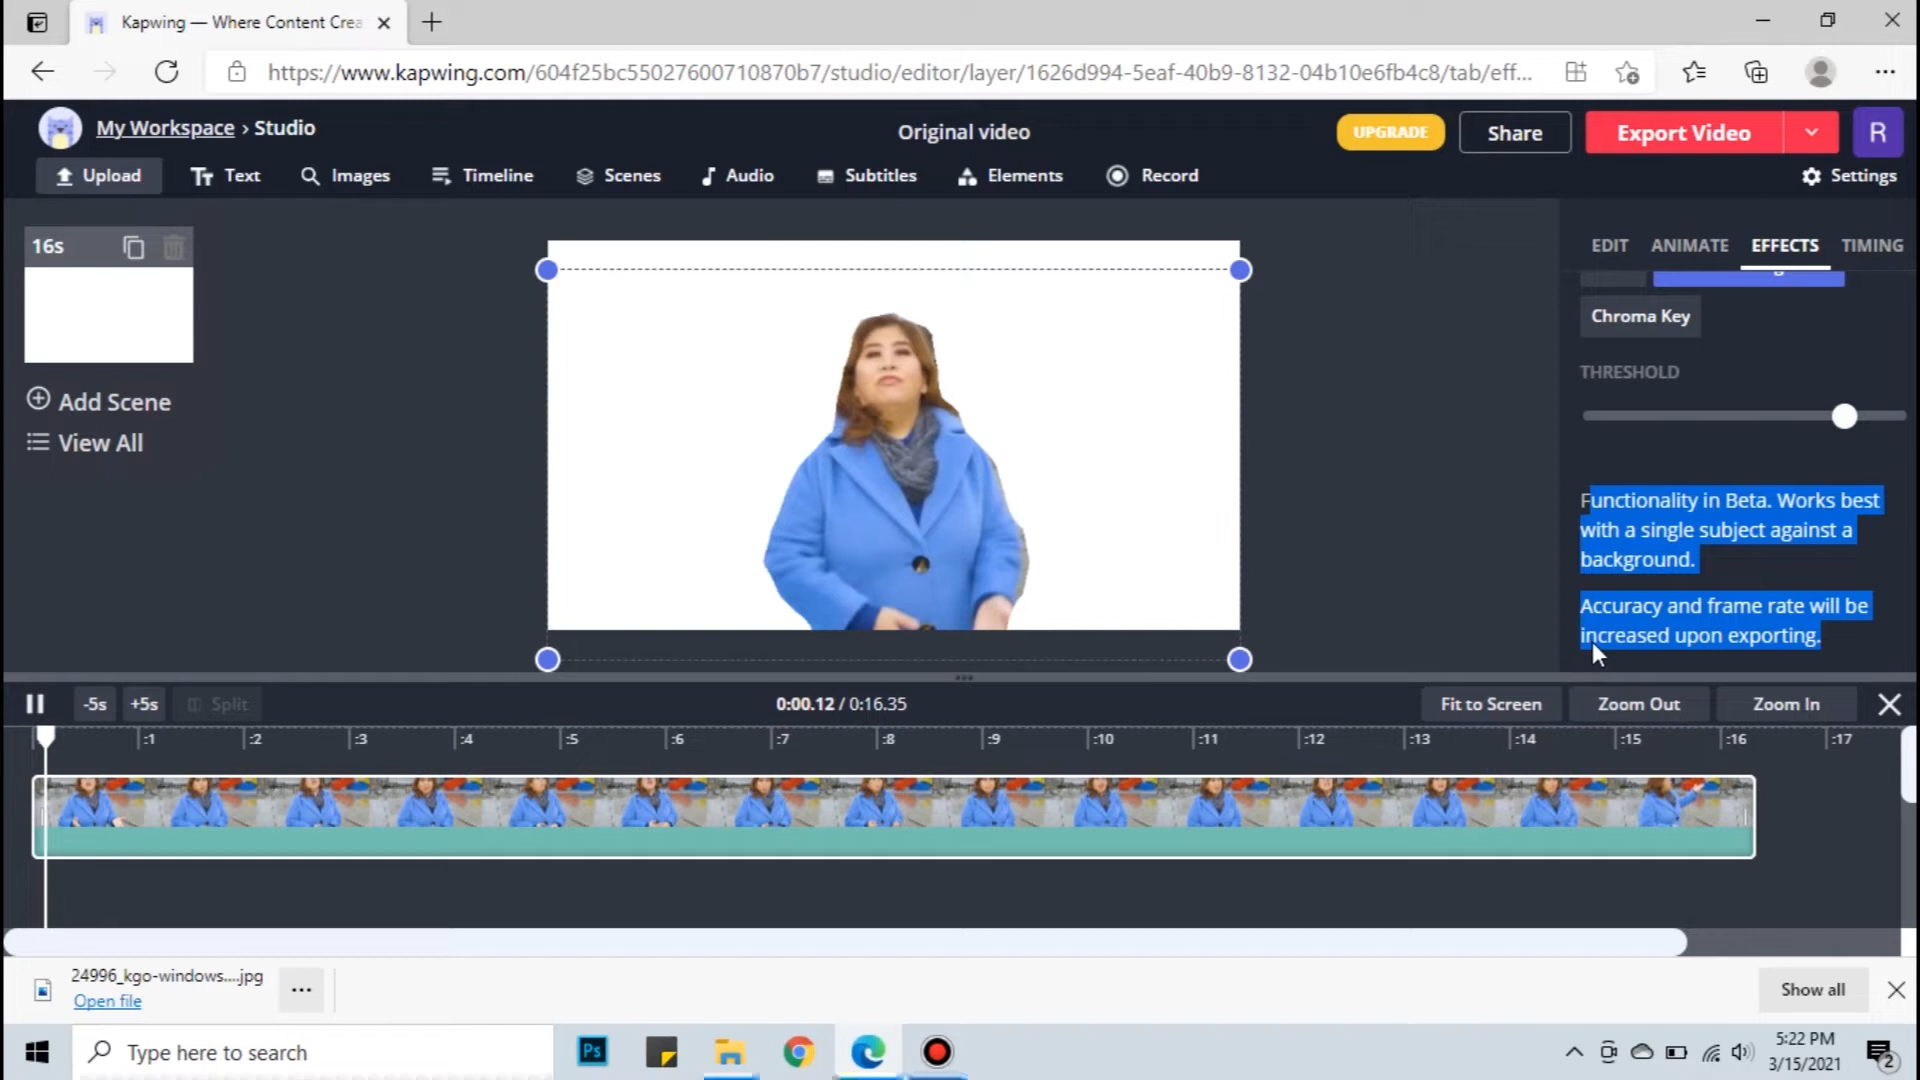 Kapwing — Where Content Crea
https://www.kapwing.com/604f25bc55027600710870b7/studio/editor/layer/1626d994-5eaf-40b9-8132-04b10e6fb4c8/tab/eff...
My Workspace › Studio
Original video
UPGRADE
Share
Export Video
R
Upload
Text
Images
Timeline
Scenes
Audio
Subtitles
Elements
Record
Settings
16s
Add Scene
View All
EDIT ANIMATE EFFECTS TIMING
Chroma Key
THRESHOLD
Functionality in Beta. Works best
with a single subject against a
background.
Accuracy and frame rate will be
increased upon exporting.
-5s
+5s
Split
0:00.12 / 0:16.35
Fit to Screen
Zoom Out
Zoom In
:1 :2 :3 :4 :5 :6 :7 :8 :9 :10 :11 :12 :13 :14 :15 :16 :17
24996_kgo-windows....jpg
Open file
Show all
Ps
Type here to search
5:22 PM
3/15/2021
2